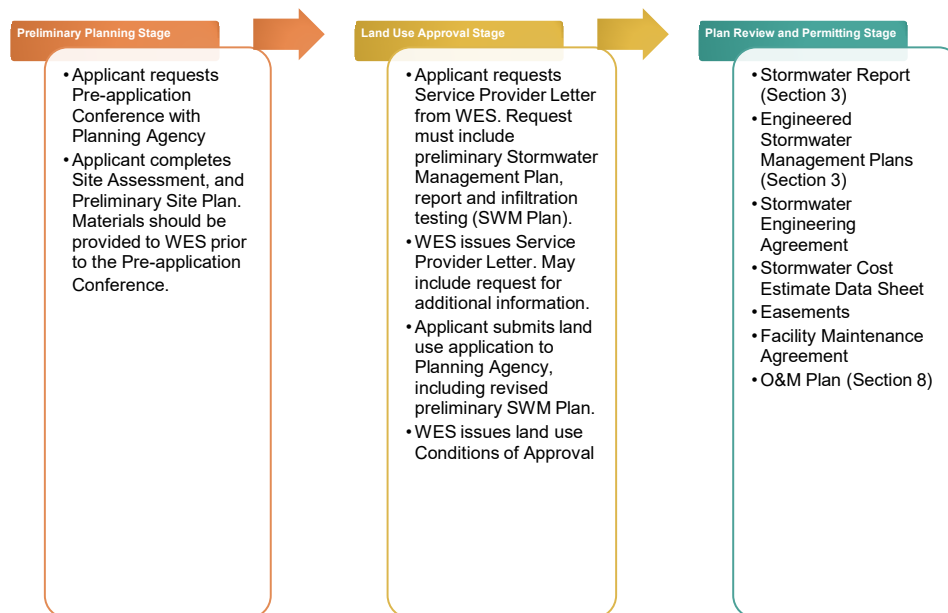 Preliminary Planning Stage
• Applicant requests
Pre-application
Conference with
Planning Agency
• Applicant completes
Site Assessment, and
Preliminary Site Plan.
Materials should be
provided to WES prior
to the Pre-application
Conference.
Land Use Approval Stage
• Applicant requests
Service Provider Letter
from WES. Request
must include
preliminary Stormwater
Management Plan,
report and infiltration
testing (SWM Plan).
• WES issues Service
Provider Letter. May
include request for
additional information.
• Applicant submits land
use application to
Planning Agency,
including revised
preliminary SWM Plan.
• WES issues land use
Conditions of Approval
Plan Review and Permitting Stage
• Stormwater Report
(Section 3)
• Engineered
Stormwater
Management Plans
(Section 3)
• Stormwater
Engineering
Agreement
• Stormwater Cost
Estimate Data Sheet
• Easements
• Facility Maintenance
Agreement
• O&M Plan (Section 8)